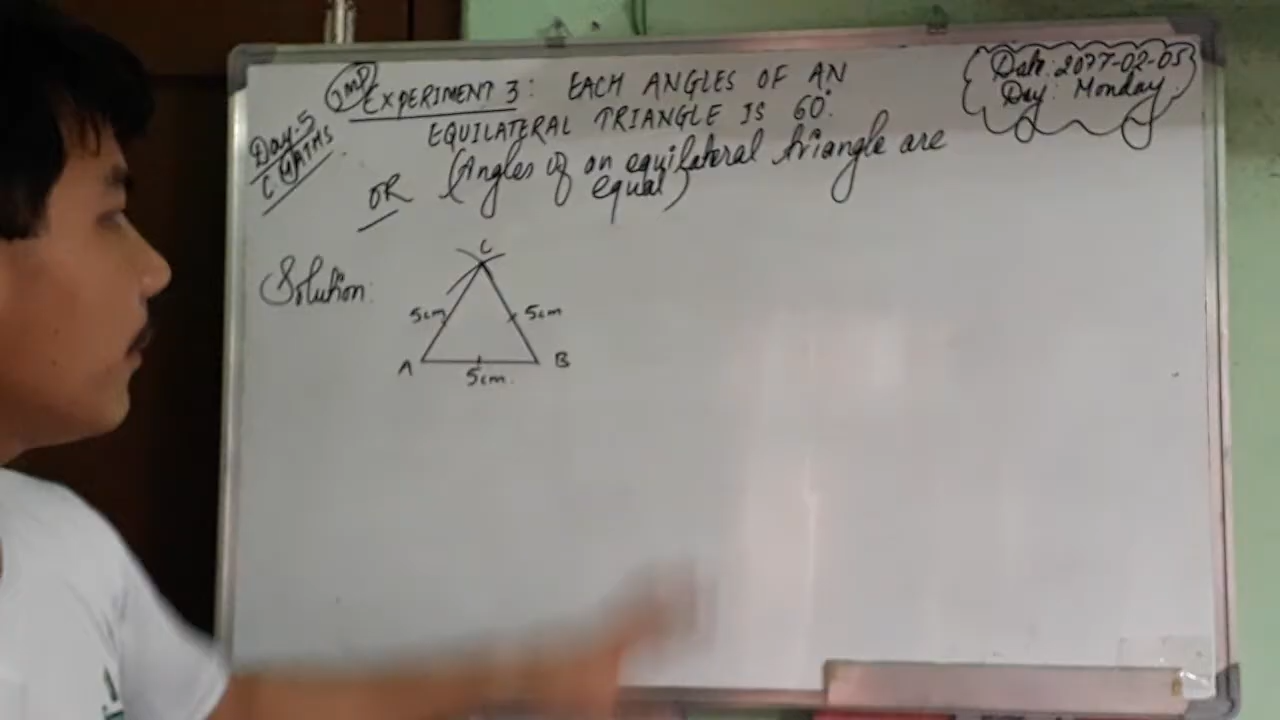 Imp
EXPERIMENT 3: EACH ANGLES OF AN
EQUILATERAL TRIANGLE IS 60°.
OR (Angles of an equilateral triangle are
equal)
Day-5
C MATHS
Date: 2077-02-05
Day: Monday
Solution:
C
5cm 5cm
A B
5cm.